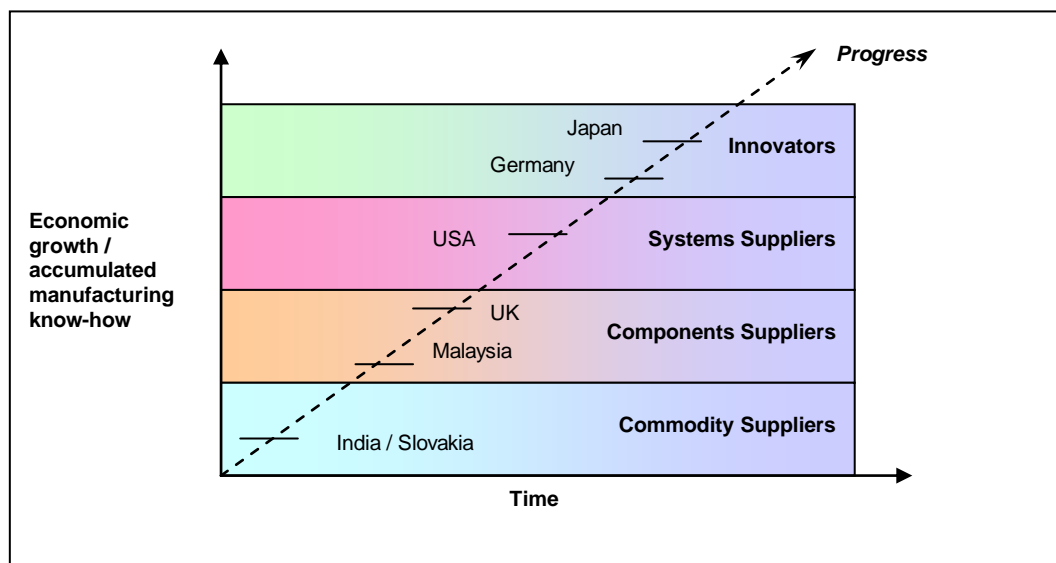 Progress
Japan
Innovators
Germany
Economic
growth /
accumulated
manufacturing
know-how
USA
Systems Suppliers
UK
Components Suppliers
Malaysia
Commodity Suppliers
India / Slovakia
Time